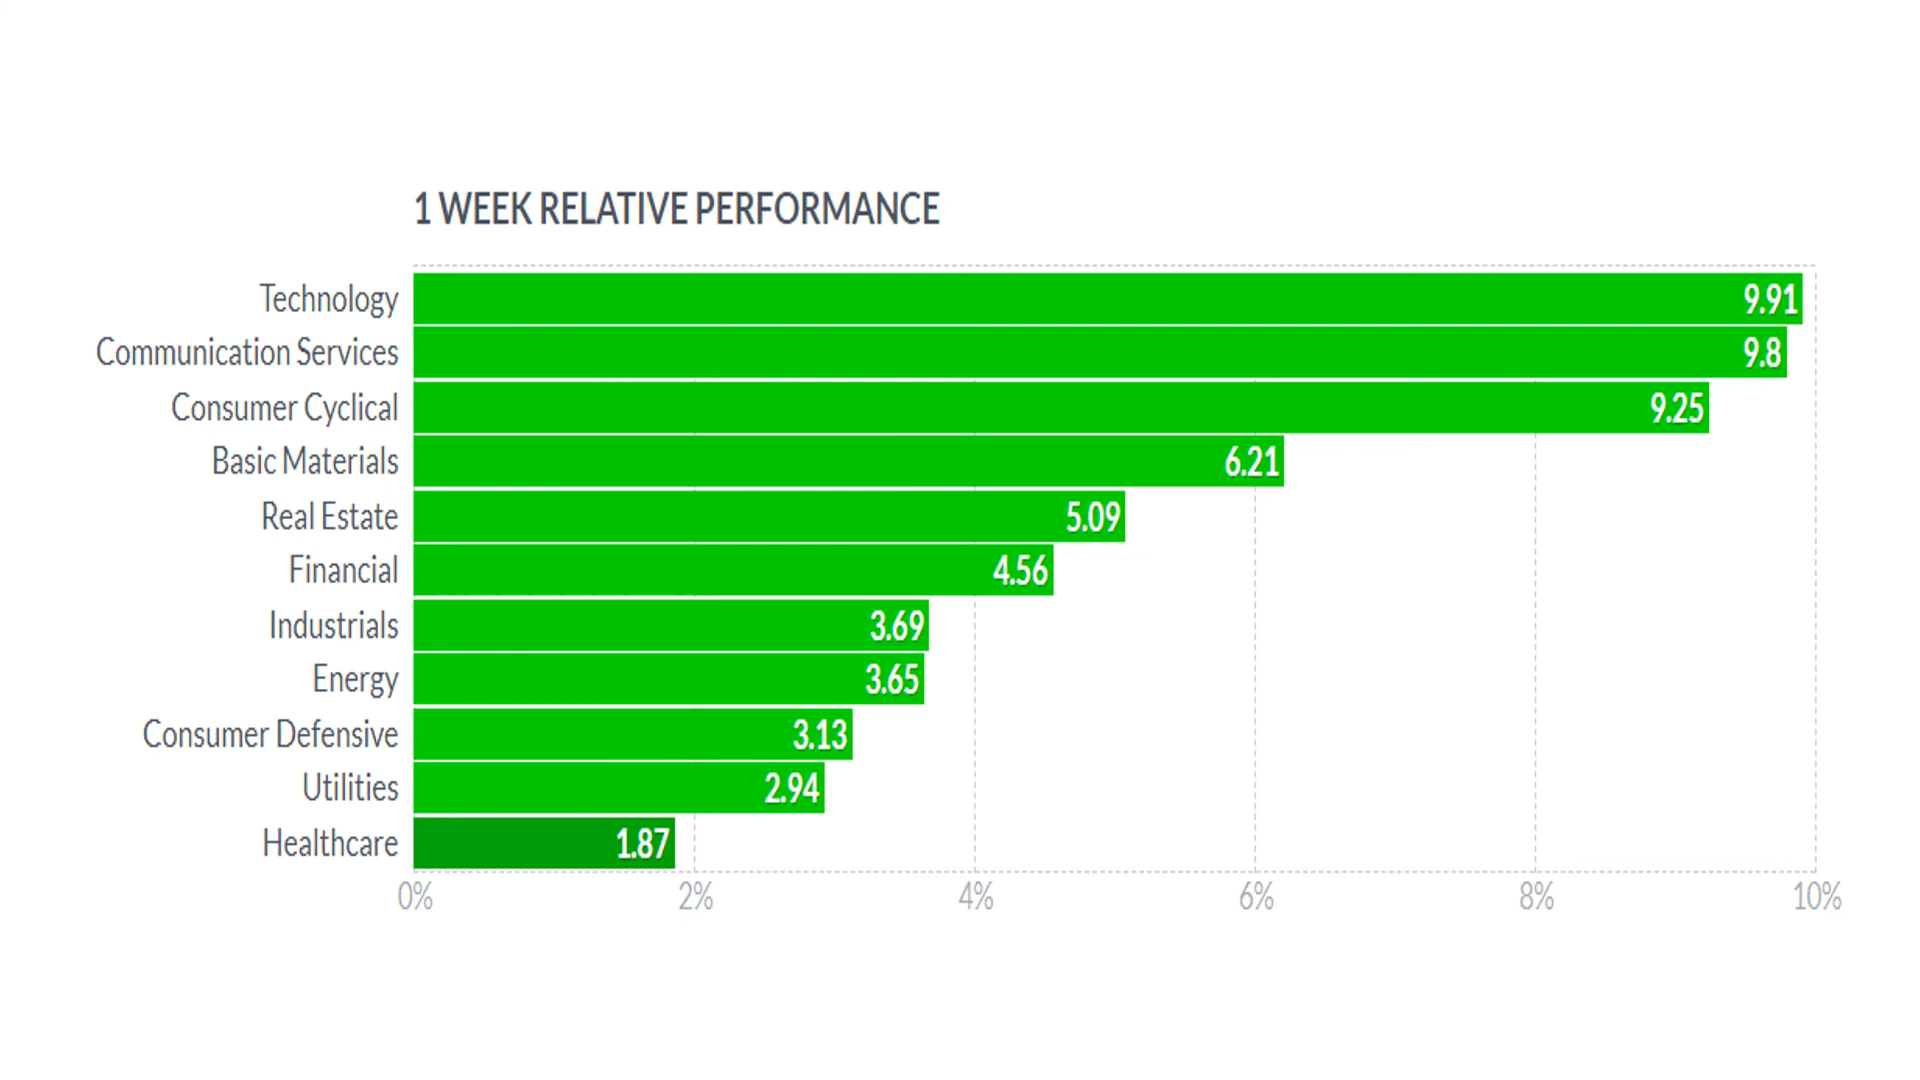 1 WEEK RELATIVE PERFORMANCE
Technology 9.91
Communication Services 9.8
Consumer Cyclical 9.25
Basic Materials 6.21
Real Estate 5.09
Financial 4.56
Industrials 3.69
Energy 3.65
Consumer Defensive 3.13
Utilities 2.94
Healthcare 1.87
0% 2% 4% 6% 8% 10%